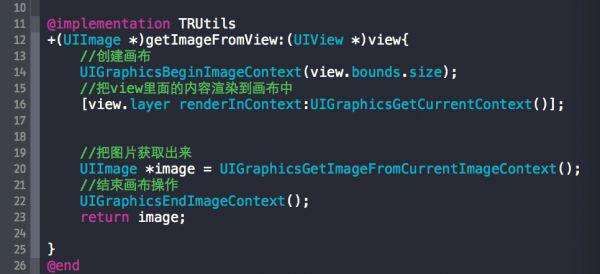 10
11 @implementation TRUtils
12 +(UIImage *)getImageFromView:(UIView *)view{
13 //创建画布
14 UIGraphicsBeginImageContext(view.bounds.size);
15 //把view里面的内容渲染到画布中
16 [view.layer renderInContext:UIGraphicsGetCurrentContext()];
17
18
19 //把图片获取出来
20 UIImage *image = UIGraphicsGetImageFromCurrentImageContext();
21 //结束画布操作
22 UIGraphicsEndImageContext();
23 return image;
24
25 }
26 @end